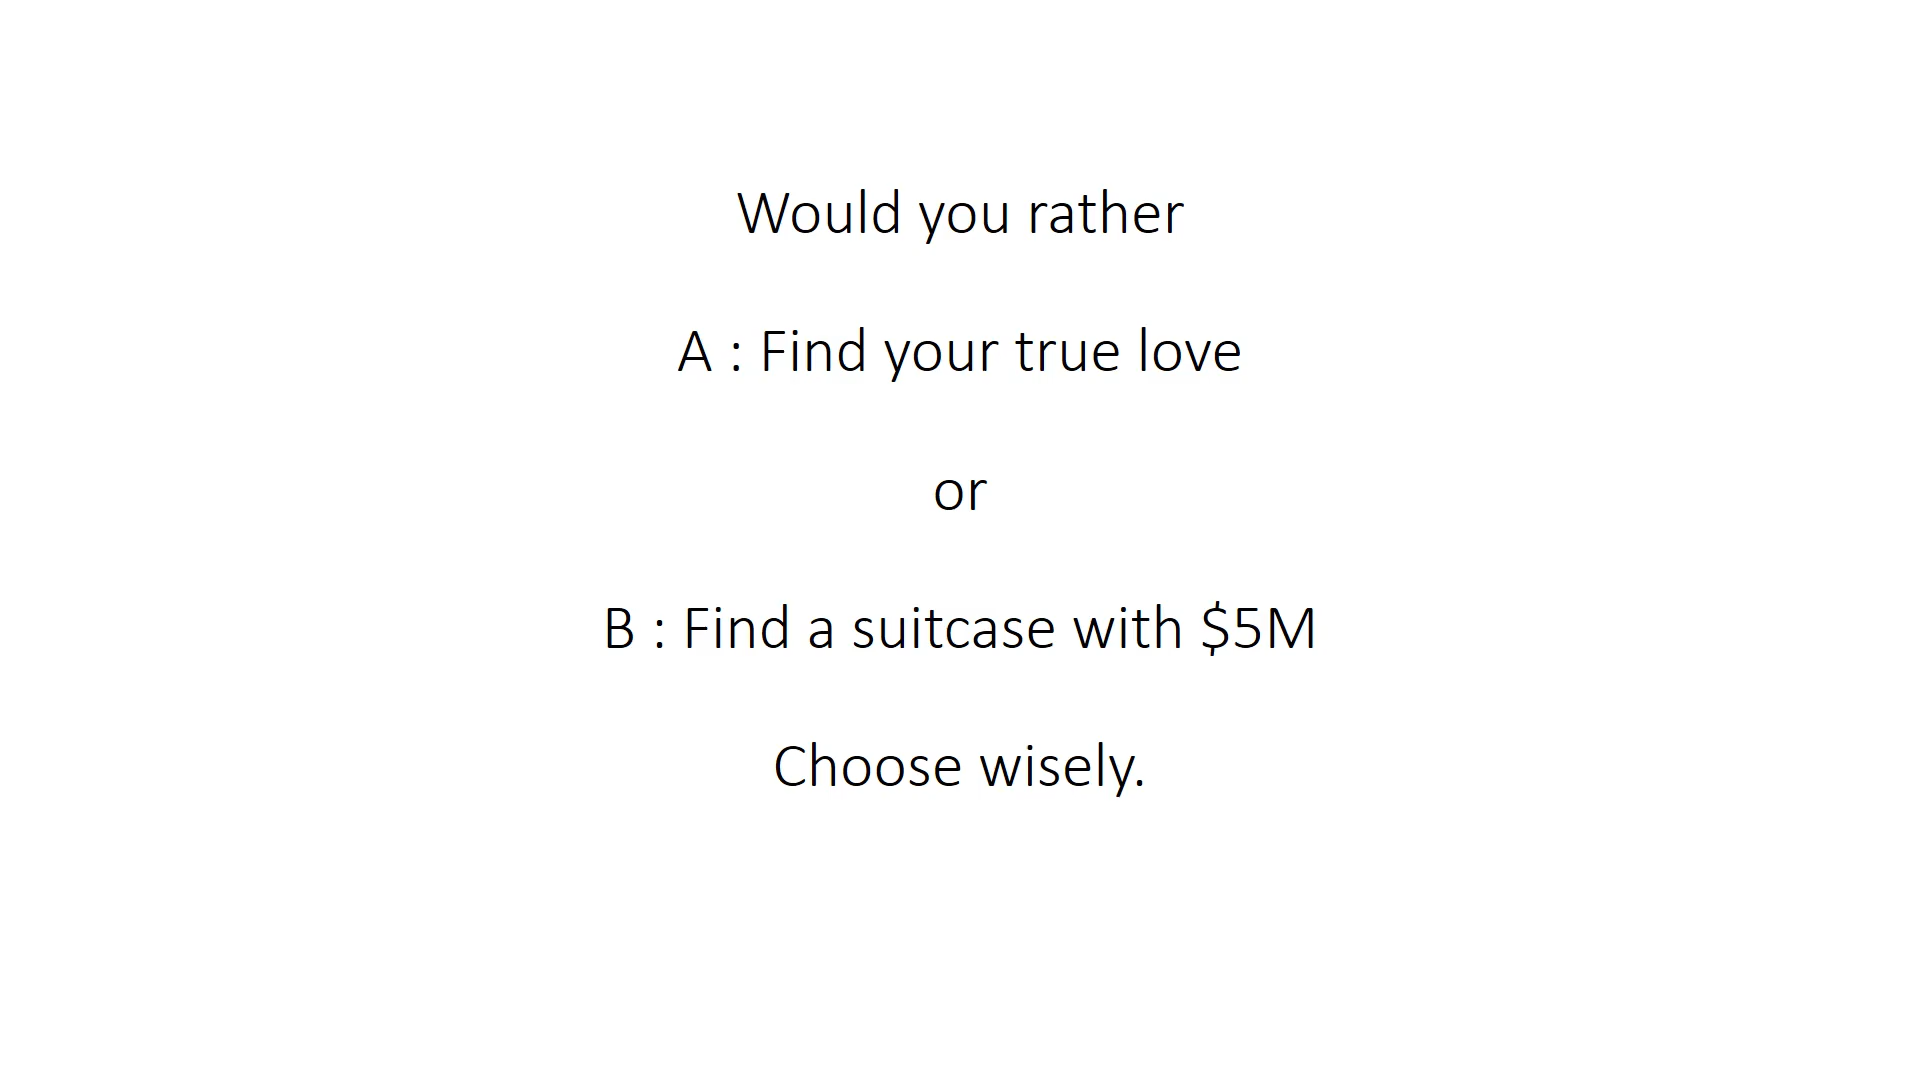 Would you rather
A : Find your true love
or
B : Find a suitcase with $5M
Choose wisely.